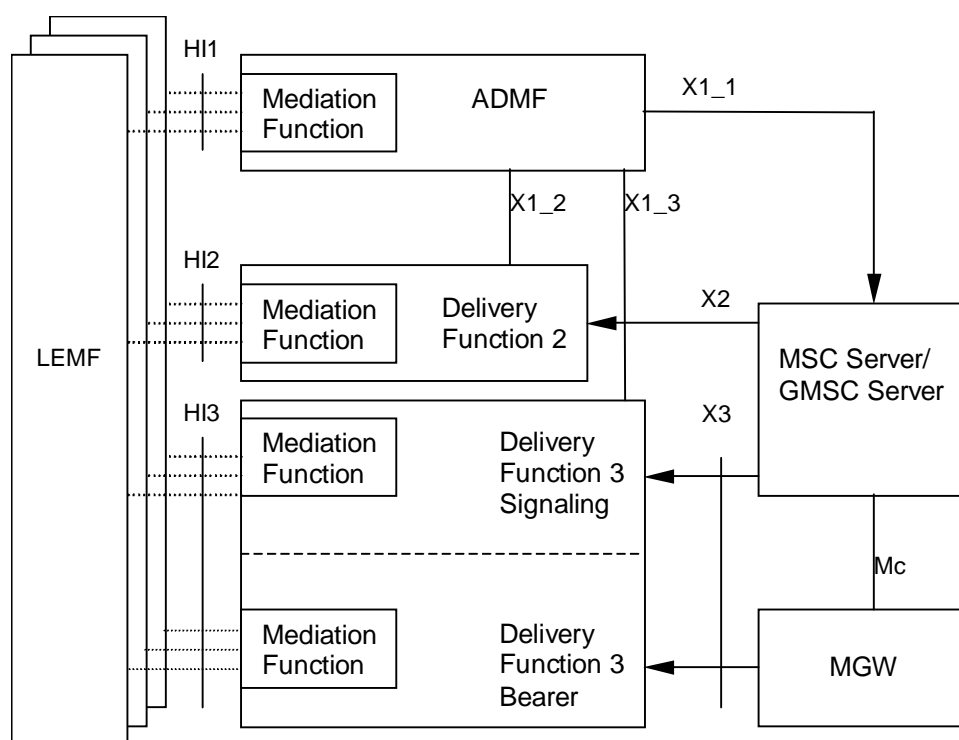 HI1
Mediation
Function
ADMF
X1_1
X1_2
X1_3
HI2
Mediation
Function
Delivery
Function 2
X2
LEMF
MSC Server/
GMSC Server
HI3
Mediation
Function
Delivery
Function 3
Signaling
X3
Mc
Mediation
Function
Delivery
Function 3
Bearer
MGW